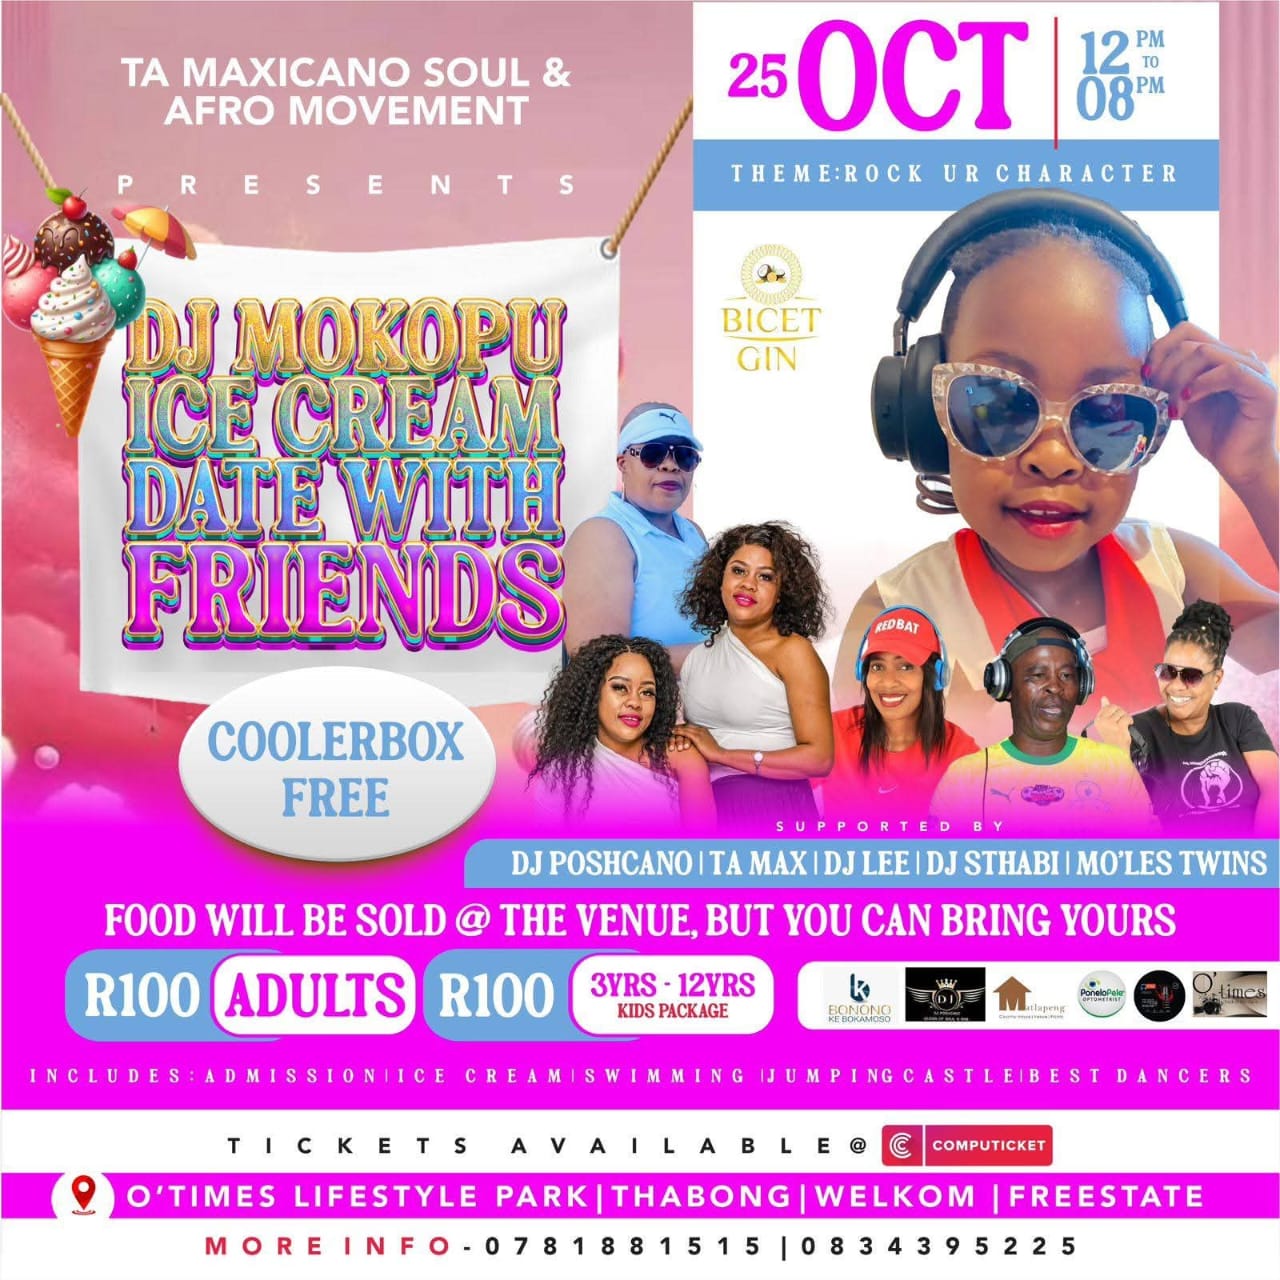 TA MAXICANO SOUL &
AFRO MOVEMENT
PRESENTS
DJ MOKOPU
ICE CREAM
DATE WITH
FRIENDS
COOLERBOX
FREE
25 OCT
12 PM
TO
08 PM
THEME:ROCK UR CHARACTER
BICET
GIN
RED BAT
SUPPORTED BY
DJ POSHCANO | TA MAX | DJ LEE | DJ STHABI | MO'LES TWINS
FOOD WILL BE SOLD @ THE VENUE, BUT YOU CAN BRING YOURS
R100 ADULTS
R100 3YRS - 12YRS
KIDS PACKAGE
BONONO
KE BOKAMOSO
DJ
Matlapeng
PoneloPele
OPTOMETRIST
O'times
INCLUDES:ADMISSION|ICE CREAM|SWIMMING |JUMPING CASTLE|BEST DANCERS
TICKETS AVAILABLE@ COMPUTICKET
O'TIMES LIFESTYLE PARK|THABONG|WELKOM |FREESTATE
MORE INFO-0781881515|0834395225